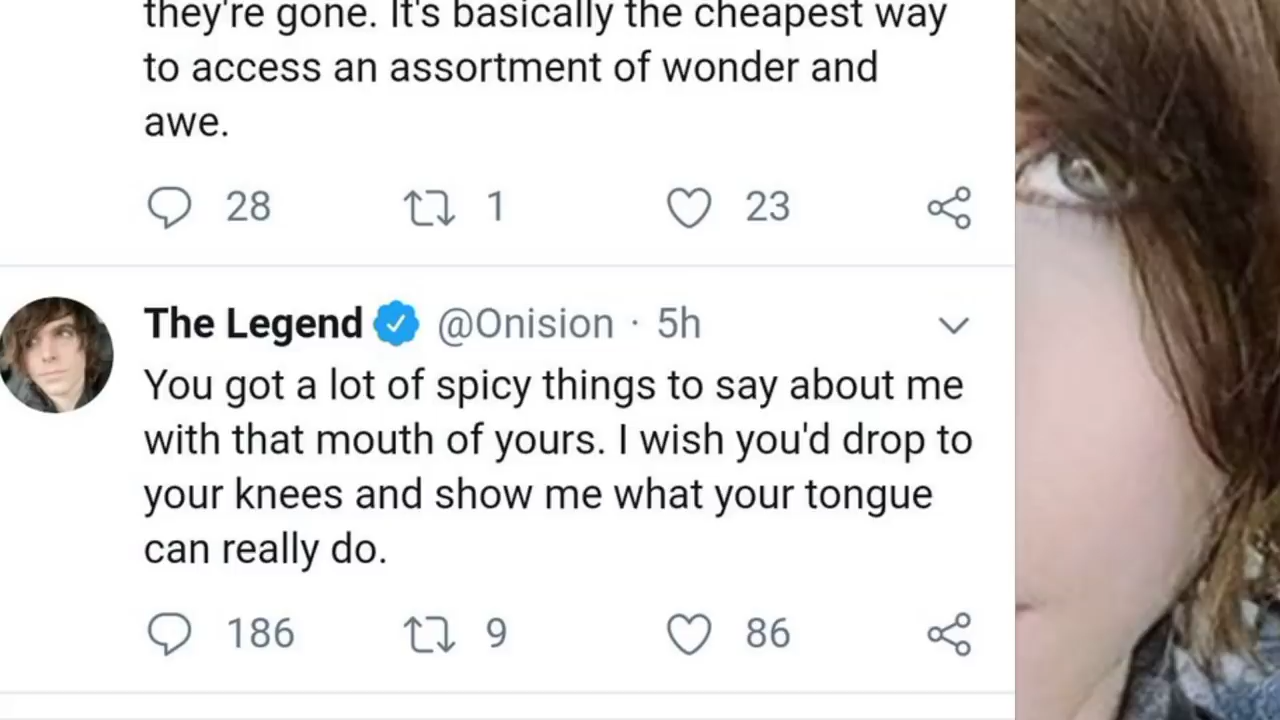 they're gone. It's basically the cheapest way
to access an assortment of wonder and
awe.
28 1 23
The Legend @Onision · 5h
You got a lot of spicy things to say about me
with that mouth of yours. I wish you'd drop to
your knees and show me what your tongue
can really do.
186 9 86